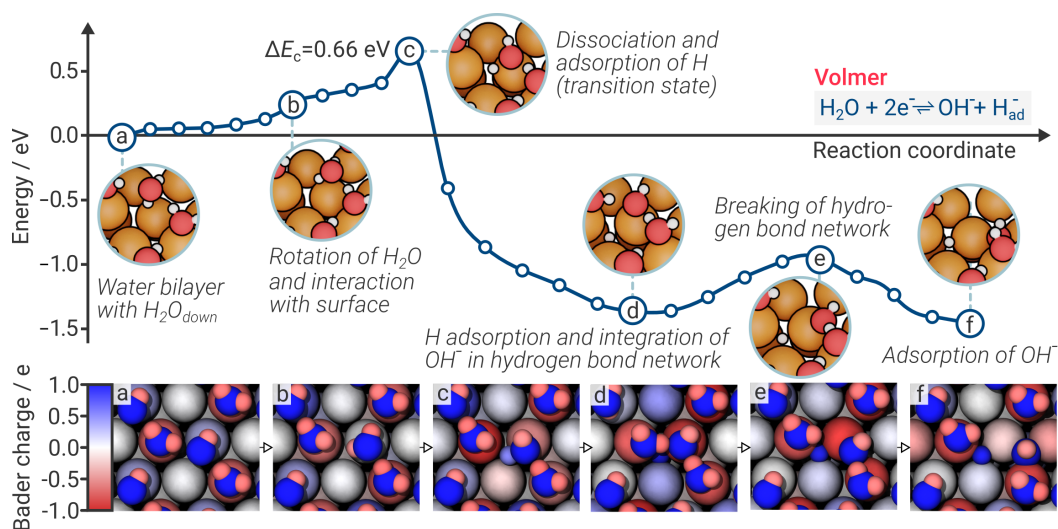 Energy / eV
0.5
0.0
−0.5
−1.0
−1.5
ΔE_c=0.66 eV
a
b
c
d
e
f
Dissociation and
adsorption of H
(transition state)
Volmer
H₂O + 2e⁻ ⇌ OH⁻ + H⁻_ad
Reaction coordinate
Water bilayer
with H₂O_down
Rotation of H₂O
and interaction
with surface
H adsorption and integration of
OH⁻ in hydrogen bond network
Breaking of hydro-
gen bond network
Adsorption of OH⁻
Bader charge / e
1.0
0.5
0.0
-0.5
-1.0
a
b
c
d
e
f